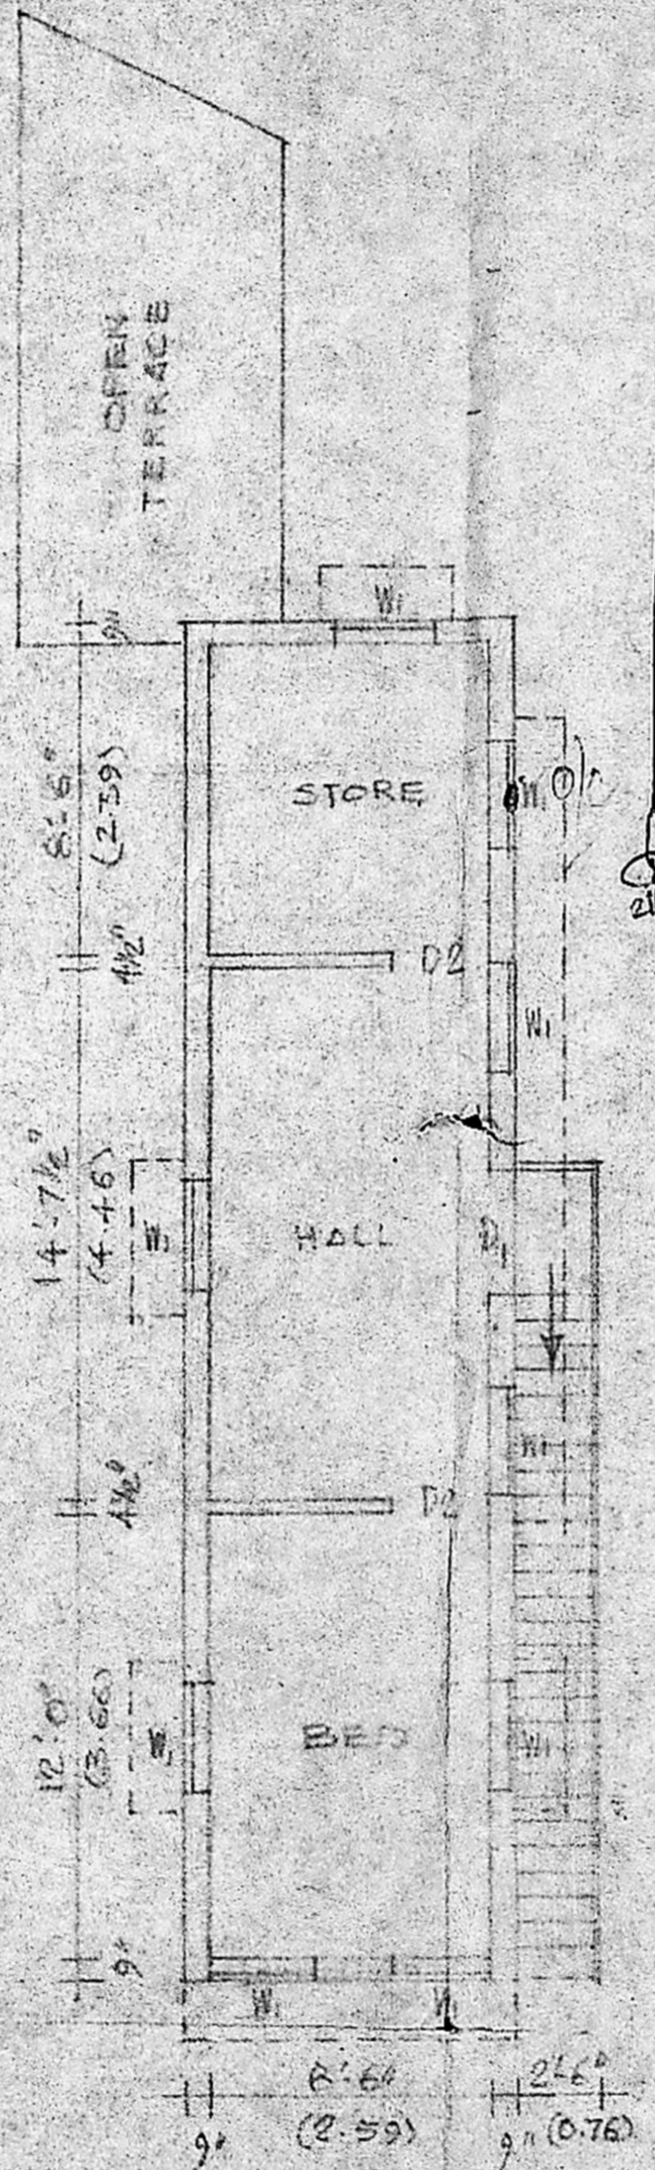 OPEN
TERRACE
W1
9"
8'-6"
(2.59)
STORE
W1
1
4½"
D2
W1
14'-7½"
(4.46)
W1
HALL
D1
W1
4½"
D2
12'-0"
(3.66)
W1
BED
W1
9"
W1
W1
8'-6"
2'-6"
(2.59)
(0.76)
9"
9"